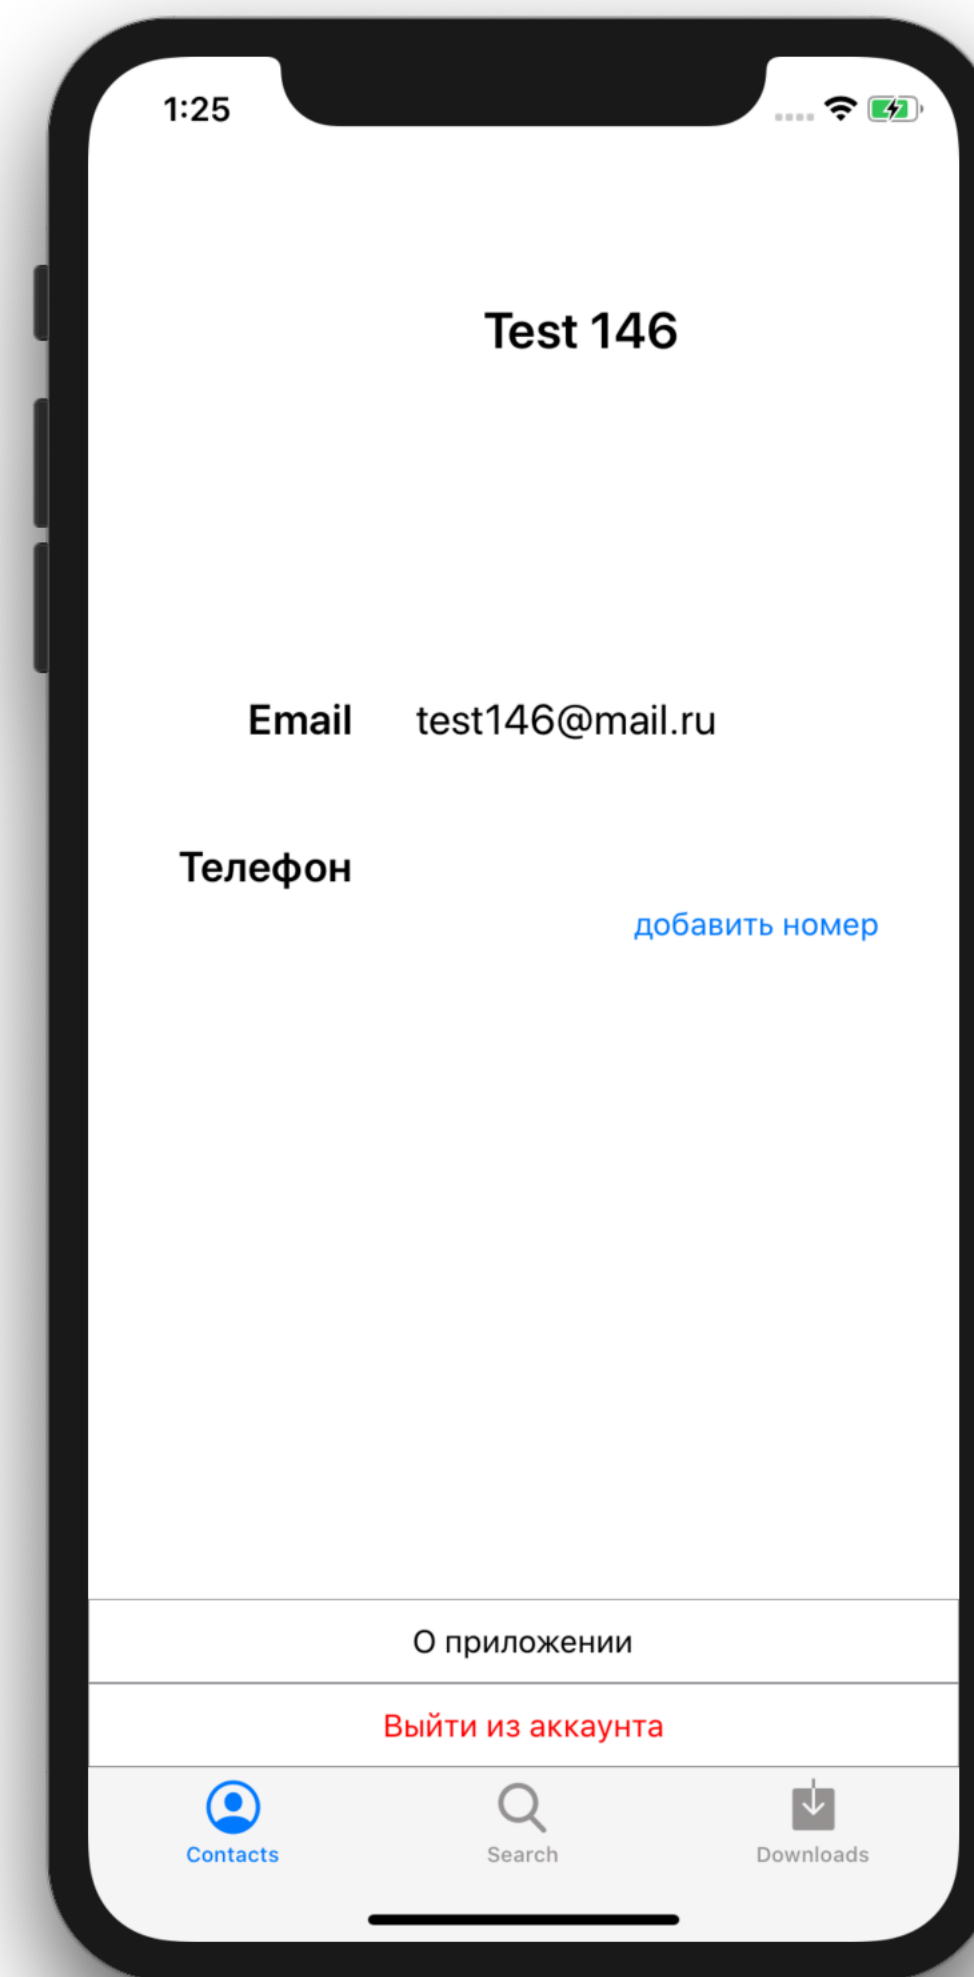 1:25
Test 146
Email test146@mail.ru
Телефон
добавить номер
О приложении
Выйти из аккаунта
Contacts Search Downloads